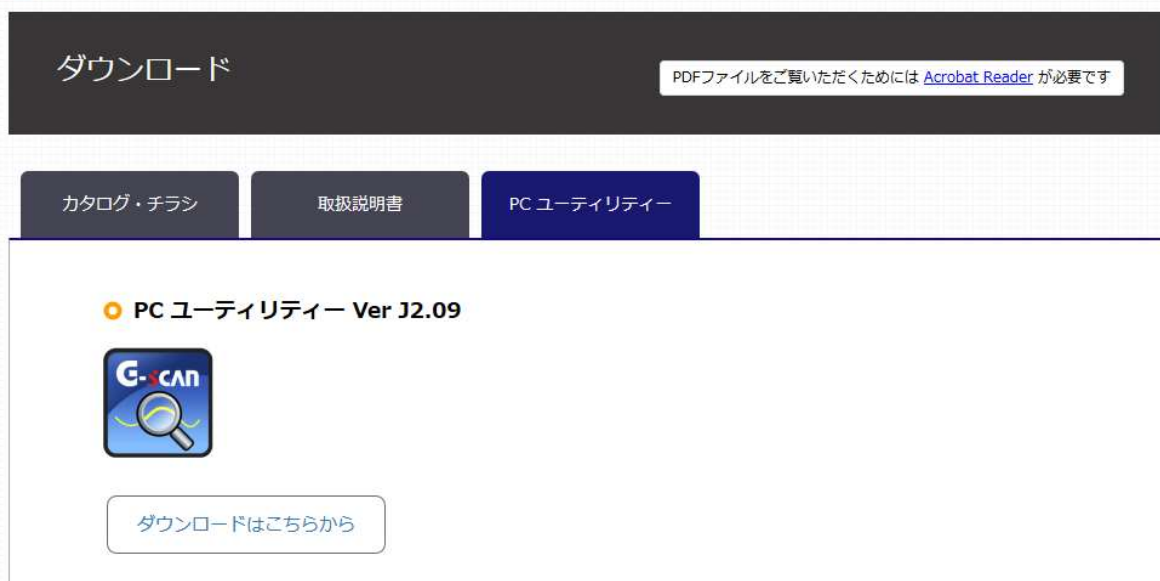 ダウンロード
PDFファイルをご覧いただくためには Acrobat Reader が必要です
カタログ・チラシ
取扱説明書
PC ユーティリティー
PC ユーティリティー Ver J2.09
G-scan
ダウンロードはこちらから